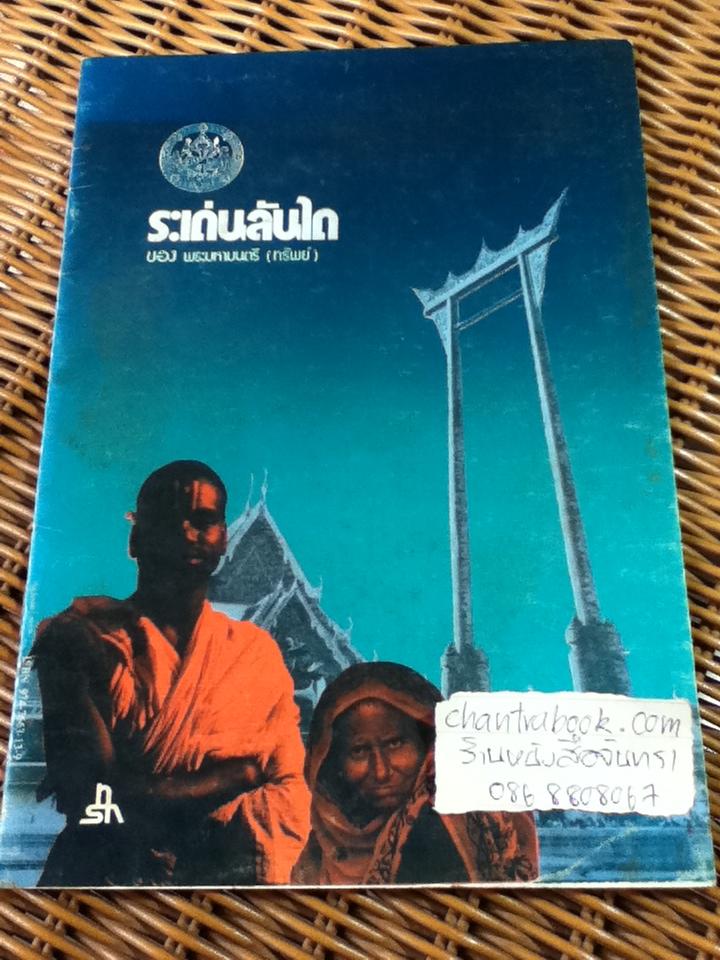 ระเด่นลันได
ของ พระมหามนตรี (ทรัพย์)
chantrabook.com
ร้านหนังสือจันทรา
086 8808067